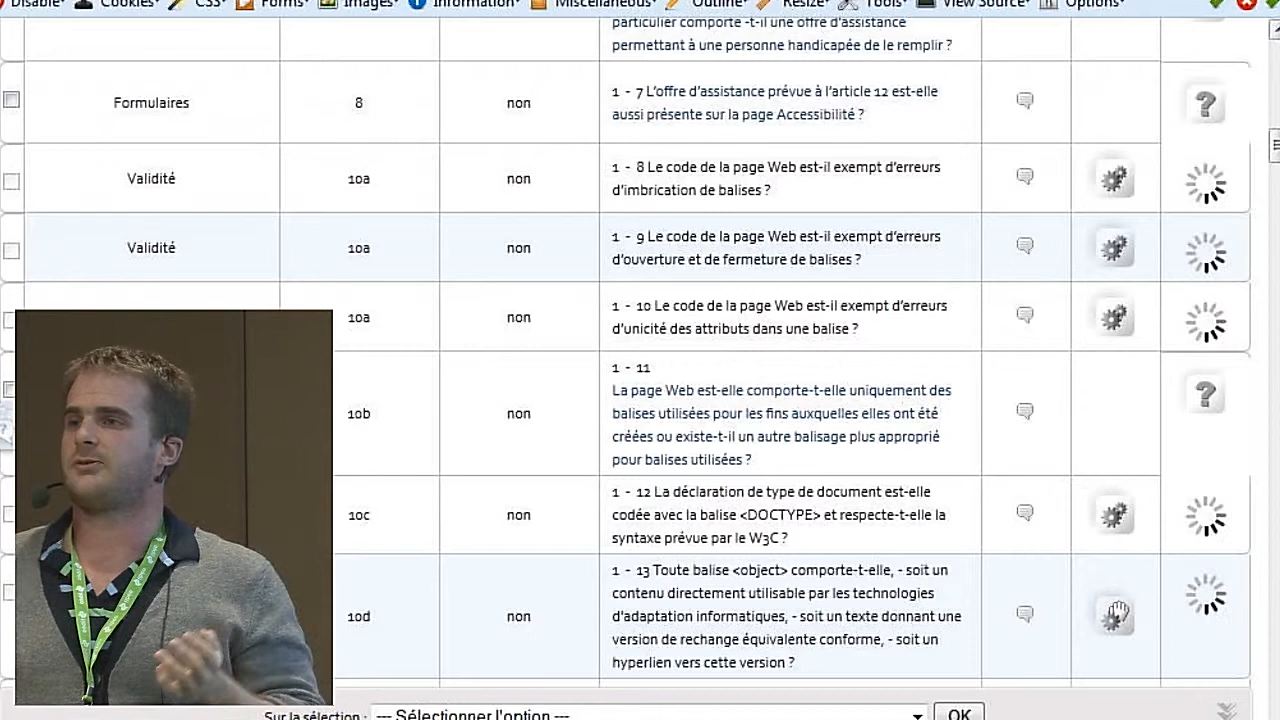 Disable Cookies CSS Forms Images Information Miscellaneous Outline Resize Tools View Source Options
particulier comporte -t-il une offre d'assistance
permettant à une personne handicapée de le remplir ?
Formulaires 8 non 1 - 7 L'offre d'assistance prévue à l'article 12 est-elle
aussi présente sur la page Accessibilité ?
?
Validité 10a non 1 - 8 Le code de la page Web est-il exempt d'erreurs
d'imbrication de balises ?
Validité 10a non 1 - 9 Le code de la page Web est-il exempt d'erreurs
d'ouverture et de fermeture de balises ?
10a non 1 - 10 Le code de la page Web est-il exempt d'erreurs
d'unicité des attributs dans une balise ?
10b non 1 - 11
La page Web est-elle comporte-t-elle uniquement des
balises utilisées pour les fins auxquelles elles ont été
créées ou existe-t-il un autre balisage plus approprié
pour balises utilisées ?
?
10c non 1 - 12 La déclaration de type de document est-elle
codée avec la balise <DOCTYPE> et respecte-t-elle la
syntaxe prévue par le W3C ?
10d non 1 - 13 Toute balise <object> comporte-t-elle, - soit un
contenu directement utilisable par les technologies
d'adaptation informatiques, - soit un texte donnant une
version de rechange équivalente conforme, - soit un
hyperlien vers cette version ?
Sur la sélection : --- Sélectionner l'option --- OK